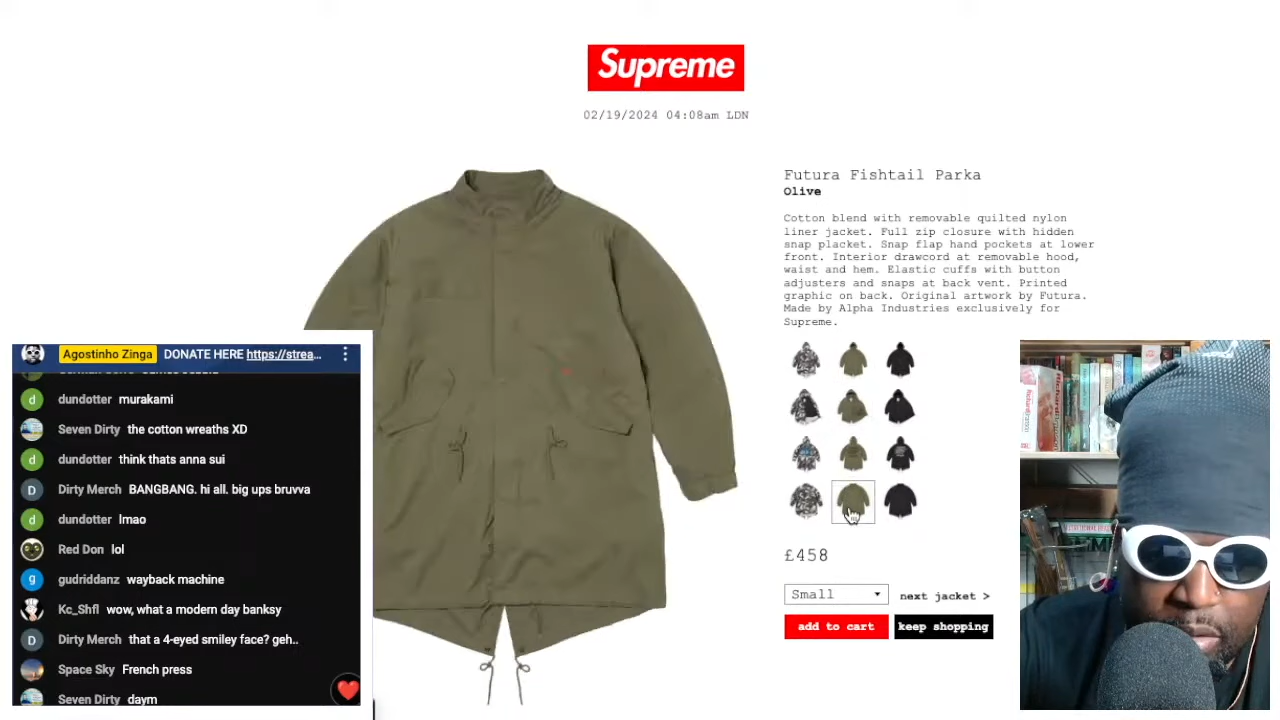 Supreme
02/19/2024 04:08am LDN
Futura Fishtail Parka
Olive
Cotton blend with removable quilted nylon
liner jacket. Full zip closure with hidden
snap placket. Snap flap hand pockets at lower
front. Interior drawcord at removable hood,
waist and hem. Elastic cuffs with button
adjusters and snaps at back vent. Printed
graphic on back. Original artwork by Futura.
Made by Alpha Industries exclusively for
Supreme.
£458
Small
next jacket >
add to cart
keep shopping
Agostinho Zinga DONATE HERE https://strea...
dundotter murakami
Seven Dirty the cotton wreaths XD
dundotter think thats anna sui
D Dirty Merch BANGBANG. hi all. big ups bruvva
d dundotter lmao
Red Don lol
g gudriddanz wayback machine
Kc_Shfl wow, what a modern day banksy
D Dirty Merch that a 4-eyed smiley face? geh..
Space Sky French press
Seven Dirty daym